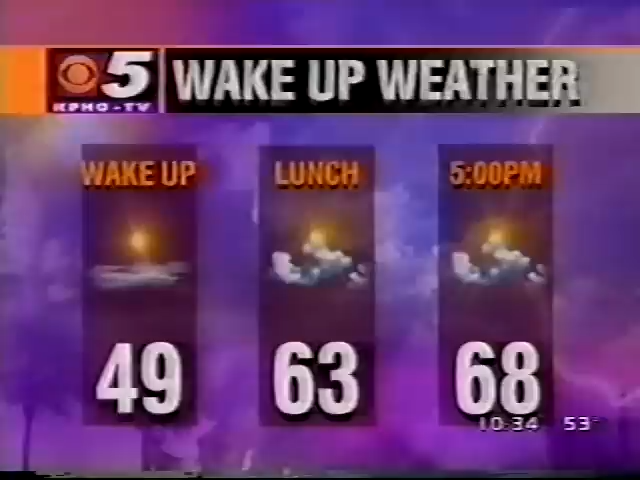 5 WAKE UP WEATHER
KPHO-TV
WAKE UP LUNCH 5:00PM
49 63 68
10:34 53°